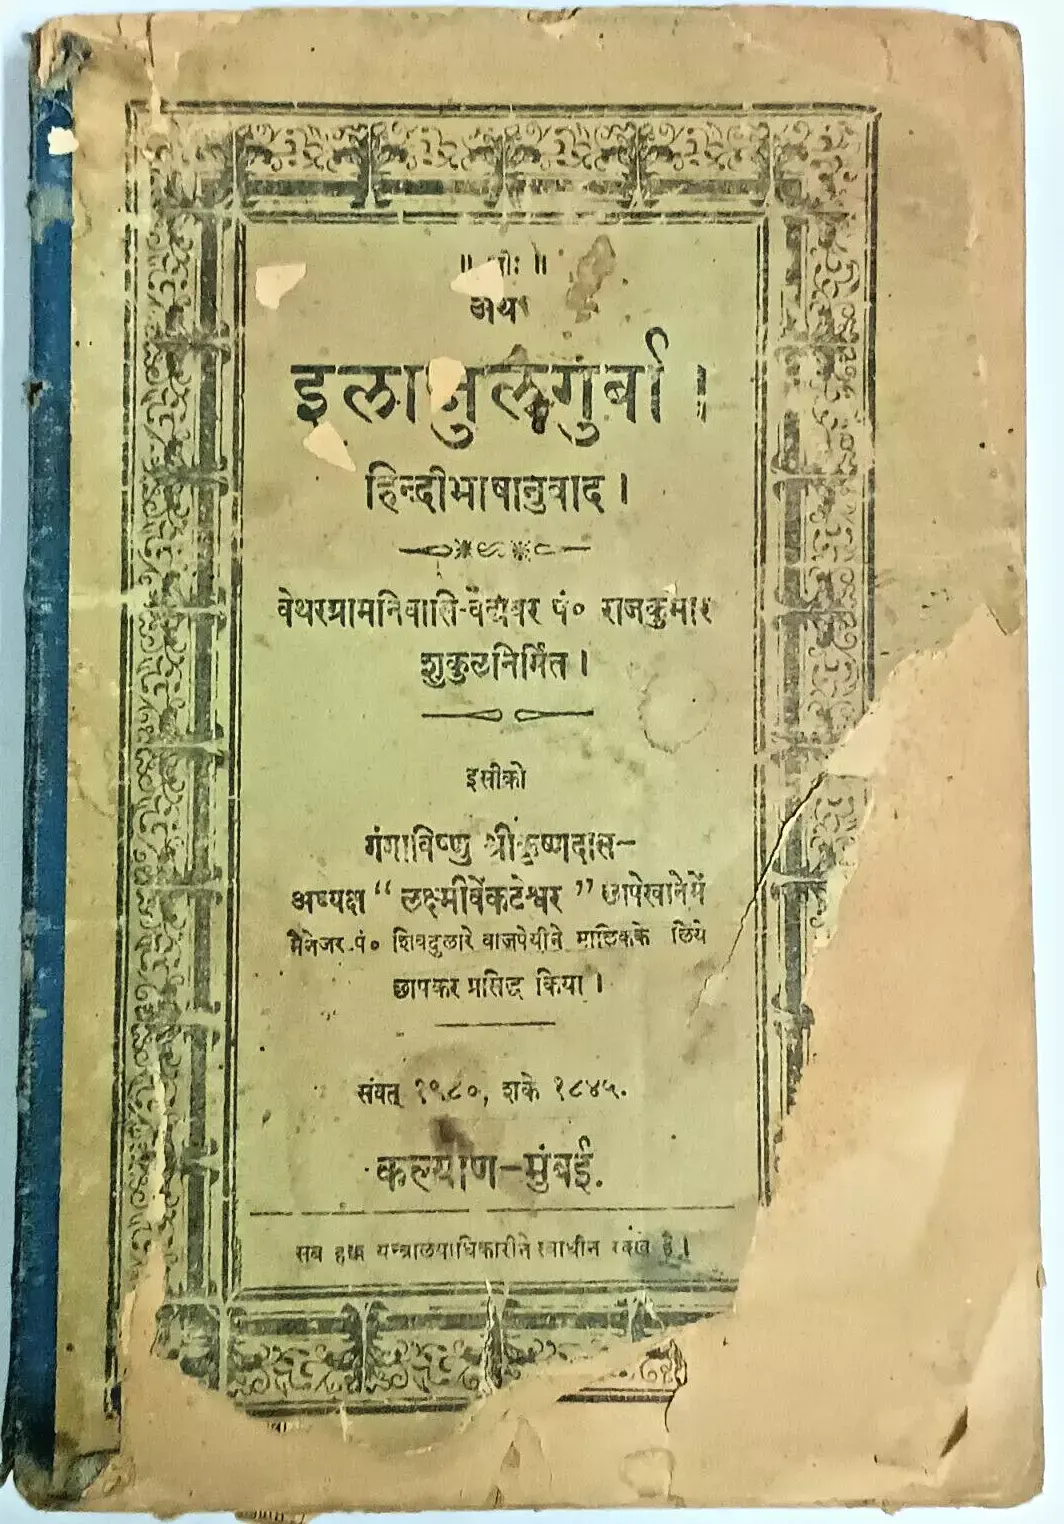 ॥ श्रीः ॥
अथ
इलाजुलगुर्बा ।
हिन्दीभाषानुवाद ।
वेथरग्रामनिवासि-वैद्यवर पं० राजकुमार
शुकुलनिर्मित ।
इसीको
गंगाविष्णु श्रीकृष्णदास–
अध्यक्ष “ लक्ष्मीवेंकटेश्वर ” छापेखानेमें
मैनेजर पं० शिवदुलारे वाजपेयीने मालिकके लिये
छापकर प्रसिद्ध किया ।
संवत् १९८०, शके १८४५.
कल्याण–मुंबई.
सब हक्क यन्त्रालयाधिकारीने स्वाधीन रक्खे है ।